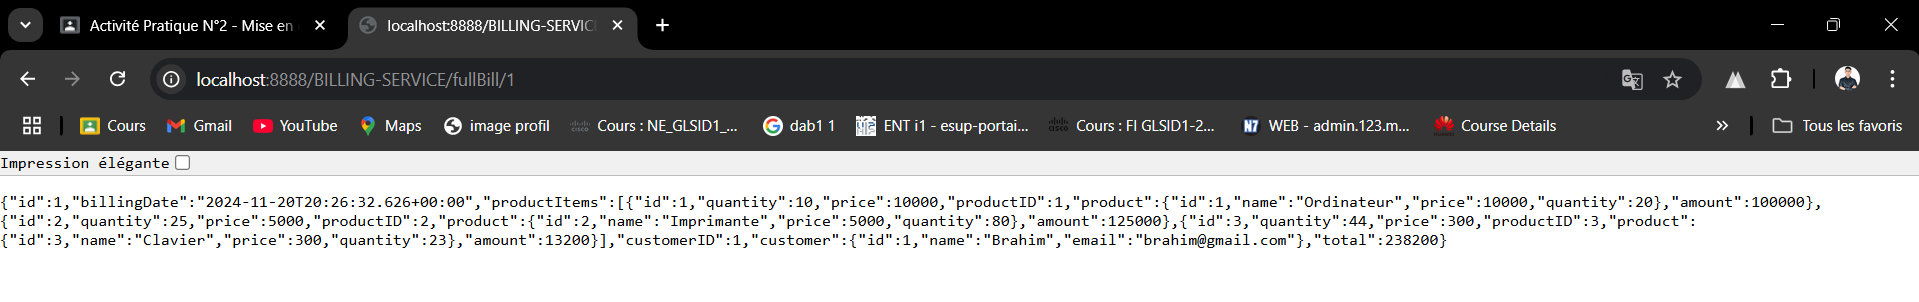 Activité Pratique N°2 - Mise en
localhost:8888/BILLING-SERVIC
localhost:8888/BILLING-SERVICE/fullBill/1
Cours
Gmail
YouTube
Maps
image profil
Cours : NE_GLSID1_...
dab1 1
ENT i1 - esup-portai...
Cours : FI GLSID1-2...
WEB - admin.123.m...
Course Details
Tous les favoris
Impression élégante
{"id":1,"billingDate":"2024-11-20T20:26:32.626+00:00","productItems":[{"id":1,"quantity":10,"price":10000,"productID":1,"product":{"id":1,"name":"Ordinateur","price":10000,"quantity":20},"amount":100000},
{"id":2,"quantity":25,"price":5000,"productID":2,"product":{"id":2,"name":"Imprimante","price":5000,"quantity":80},"amount":125000},{"id":3,"quantity":44,"price":300,"productID":3,"product":
{"id":3,"name":"Clavier","price":300,"quantity":23},"amount":13200}],"customerID":1,"customer":{"id":1,"name":"Brahim","email":"brahim@gmail.com"},"total":238200}